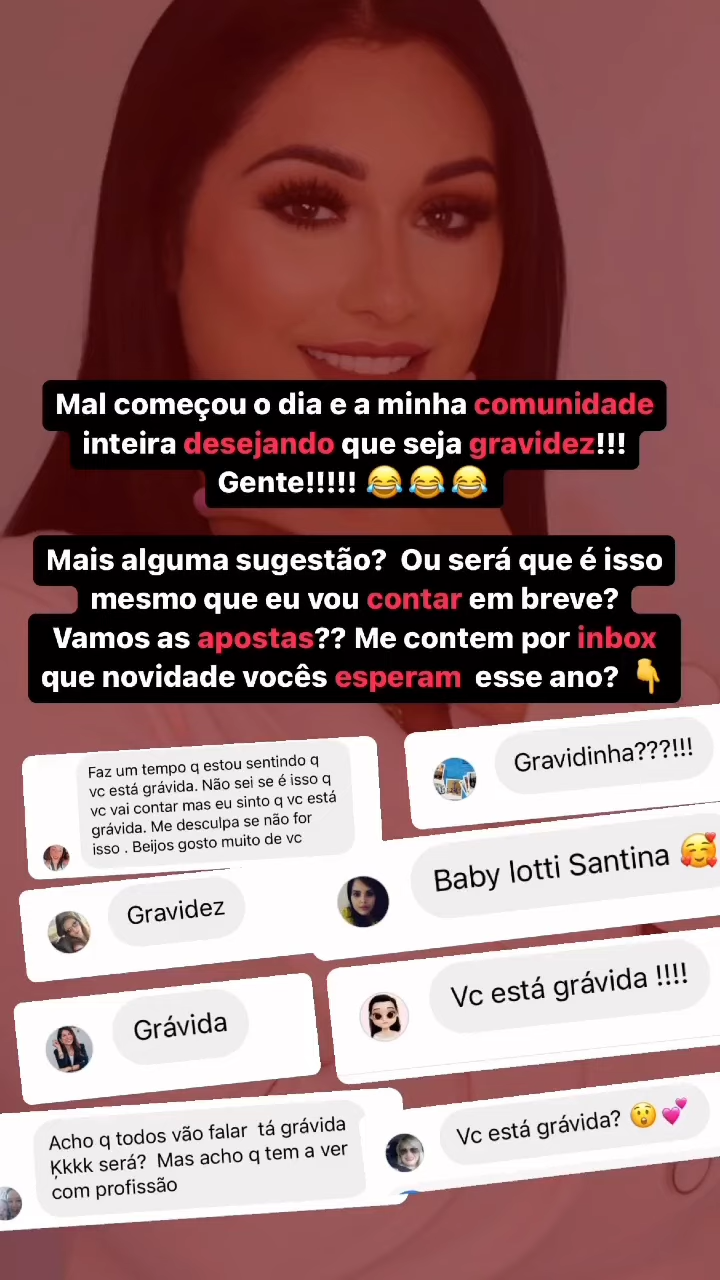 Mal começou o dia e a minha comunidade
inteira desejando que seja gravidez!!!
Gente!!!!! 😂😂😂
Mais alguma sugestão? Ou será que é isso
mesmo que eu vou contar em breve?
Vamos as apostas?? Me contem por inbox
que novidade vocês esperam esse ano? 👇
Faz um tempo q estou sentindo q
vc está grávida. Não sei se é isso q
vc vai contar mas eu sinto q vc está
grávida. Me desculpa se não for
isso . Beijos gosto muito de vc
Gravidinha???!!!
Baby lotti Santina 🥰
Gravidez
Vc está grávida !!!!
Grávida
Acho q todos vão falar tá grávida
Ķkkk será? Mas acho q tem a ver
com profissão
Vc está grávida? 😲💕